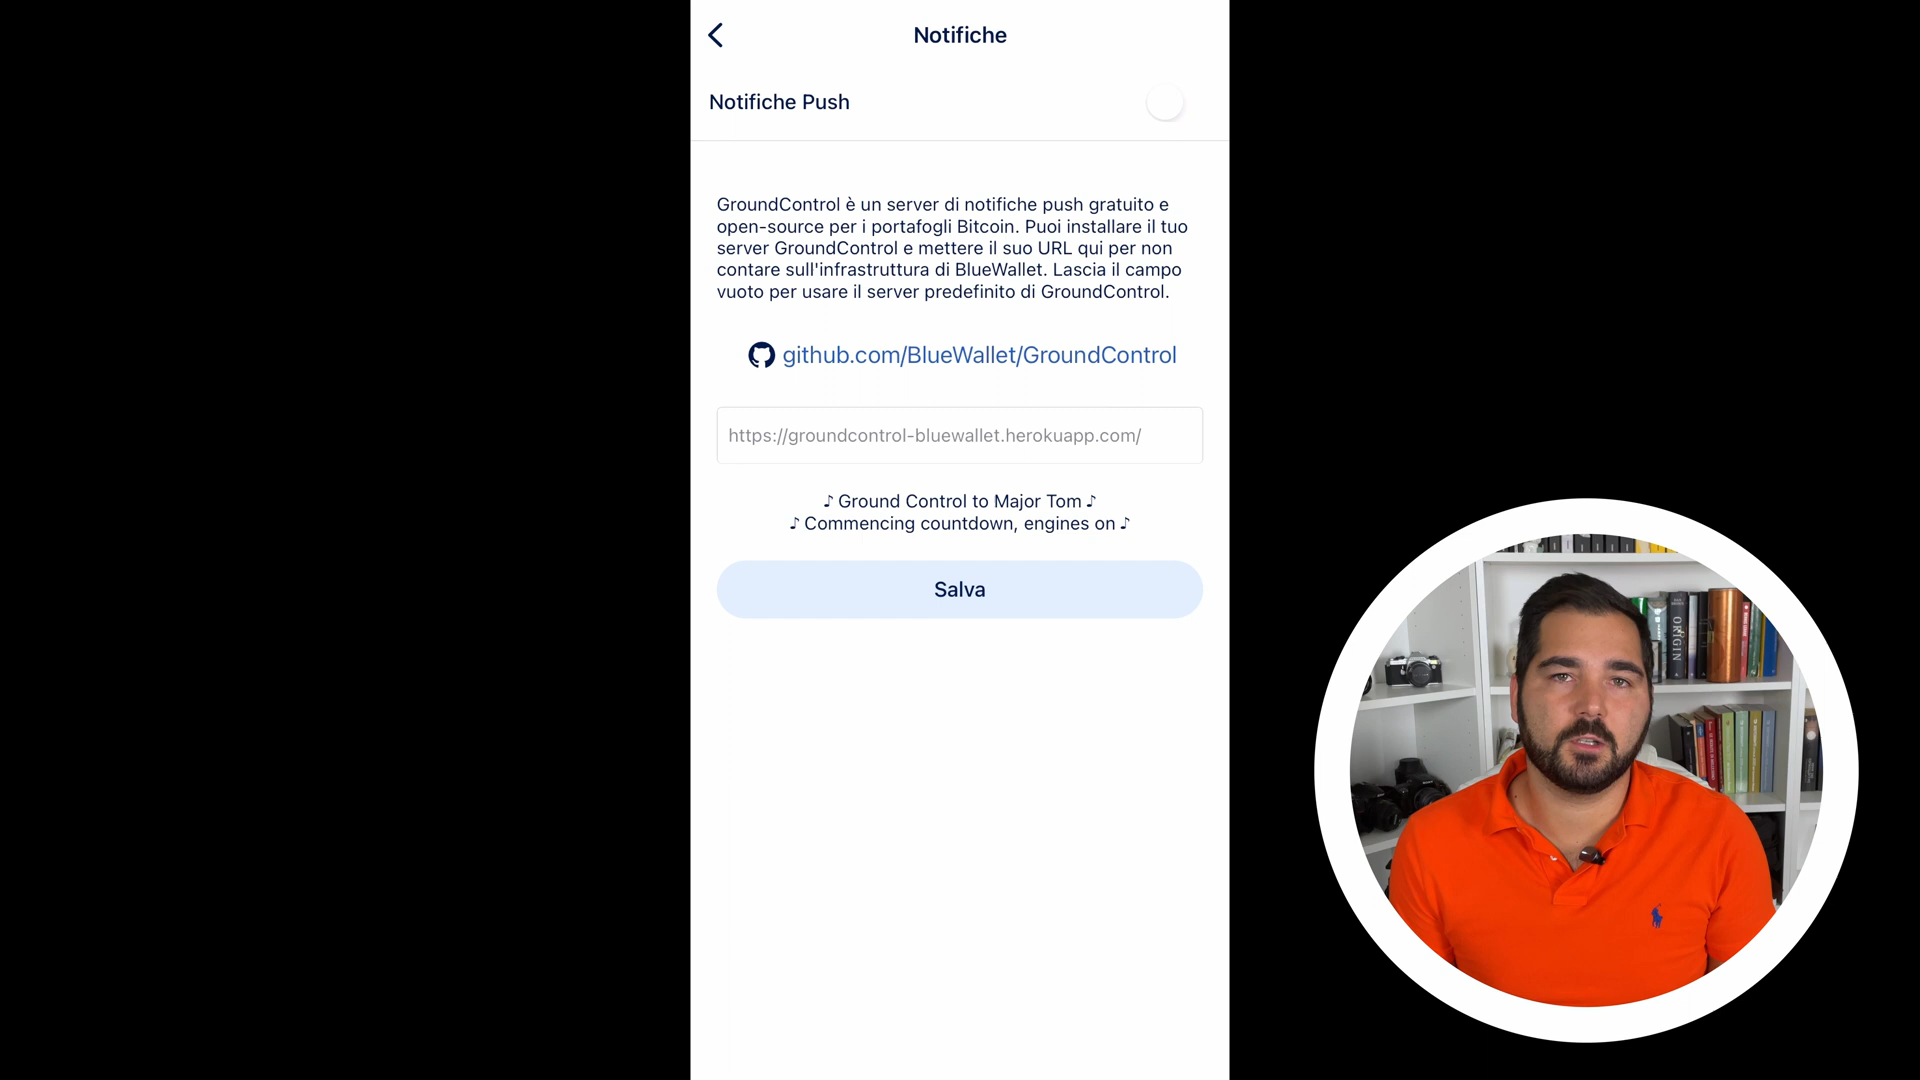 Notifiche
Notifiche Push
GroundControl è un server di notifiche push gratuito e
open-source per i portafogli Bitcoin. Puoi installare il tuo
server GroundControl e mettere il suo URL qui per non
contare sull'infrastruttura di BlueWallet. Lascia il campo
vuoto per usare il server predefinito di GroundControl.
github.com/BlueWallet/GroundControl
https://groundcontrol-bluewallet.herokuapp.com/
♪ Ground Control to Major Tom ♪
♪ Commencing countdown, engines on ♪
Salva
ORIGIN